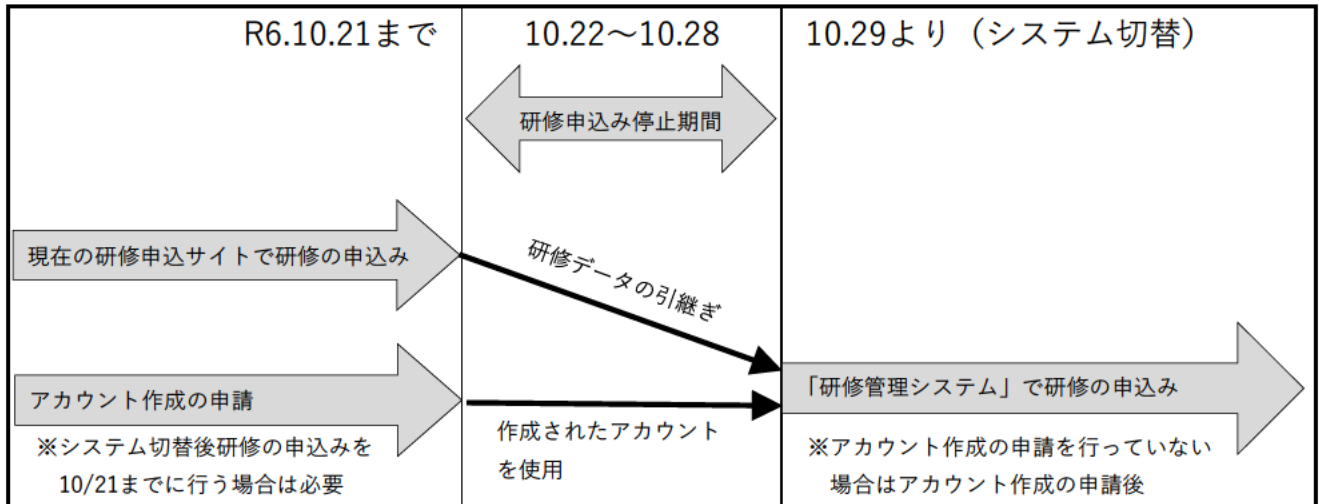 R6.10.21まで
10.22～10.28
10.29より（システム切替）
研修申込み停止期間
現在の研修申込サイトで研修の申込み
研修データの引継ぎ
アカウント作成の申請
※システム切替後研修の申込みを
10/21までに行う場合は必要
作成されたアカウント
を使用
「研修管理システム」で研修の申込み
※アカウント作成の申請を行っていない
場合はアカウント作成の申請後